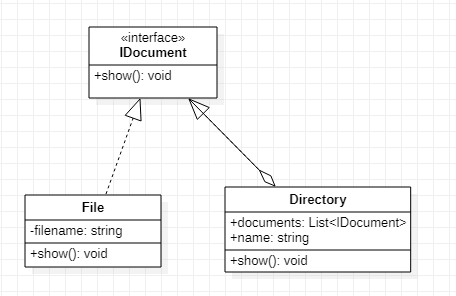 «interface»
IDocument
+show(): void
File
-filename: string
+show(): void
Directory
+documents: List<IDocument>
+name: string
+show(): void